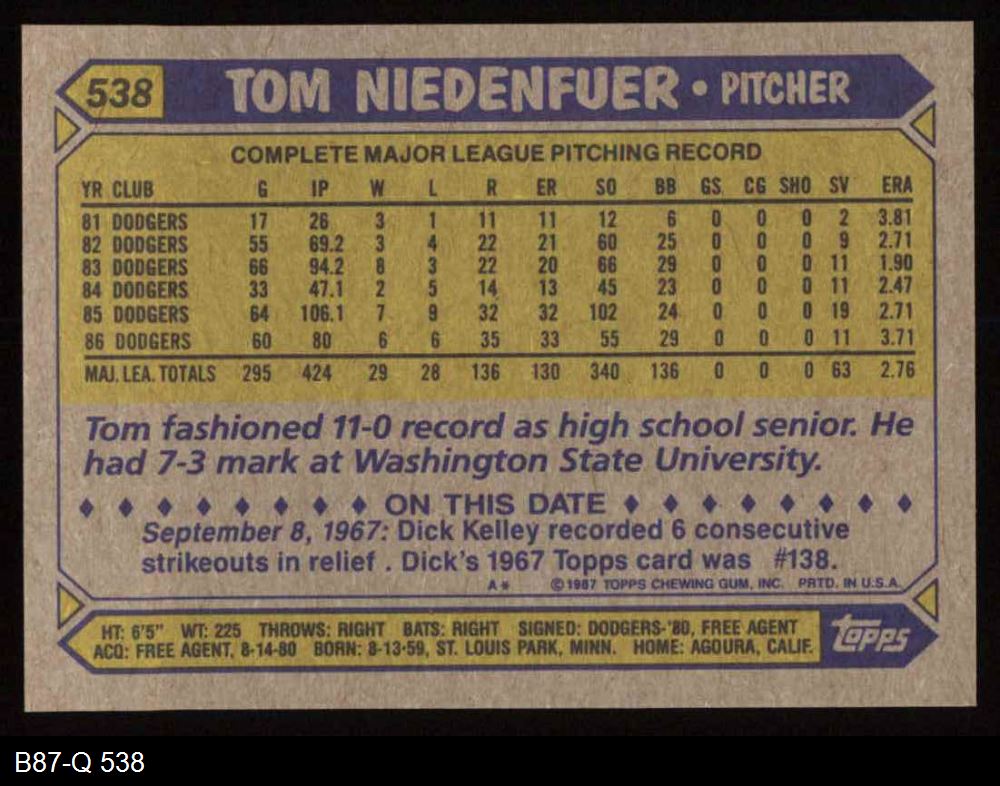 538 TOM NIEDENFUER • PITCHER
COMPLETE MAJOR LEAGUE PITCHING RECORD
YR CLUB G IP W L R ER SO BB GS CG SHO SV ERA
81 DODGERS 17 26 3 1 11 11 12 6 0 0 0 2 3.81
82 DODGERS 55 69.2 3 4 22 21 60 25 0 0 0 9 2.71
83 DODGERS 66 94.2 8 3 22 20 66 29 0 0 0 11 1.90
84 DODGERS 33 47.1 2 5 14 13 45 23 0 0 0 11 2.47
85 DODGERS 64 106.1 7 9 32 32 102 24 0 0 0 19 2.71
86 DODGERS 60 80 6 6 35 33 55 29 0 0 0 11 3.71
MAJ. LEA. TOTALS 295 424 29 28 136 130 340 136 0 0 0 63 2.76
Tom fashioned 11-0 record as high school senior. He
had 7-3 mark at Washington State University.
♦ ♦ ♦ ♦ ♦ ♦ ♦ ♦ ON THIS DATE ♦ ♦ ♦ ♦ ♦ ♦ ♦ ♦
September 8, 1967: Dick Kelley recorded 6 consecutive
strikeouts in relief . Dick's 1967 Topps card was #138.
A* ©1987 TOPPS CHEWING GUM, INC. PRTD. IN U.S.A.
HT: 6'5" WT: 225 THROWS: RIGHT BATS: RIGHT SIGNED: DODGERS-'80, FREE AGENT
ACQ: FREE AGENT, 8-14-80 BORN: 8-13-59, ST. LOUIS PARK, MINN. HOME: AGOURA, CALIF.
topps
B87-Q 538